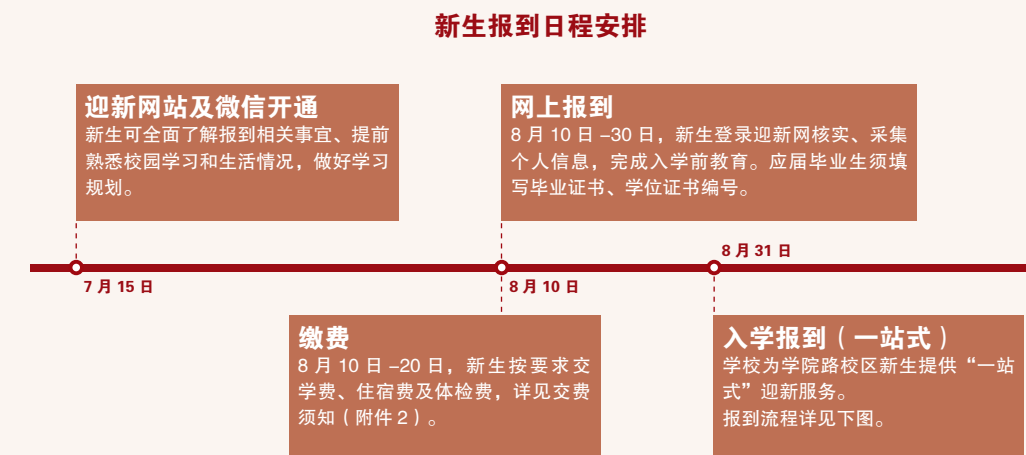 新生报到日程安排
迎新网站及微信开通
新生可全面了解报到相关事宜、提前
熟悉校园学习和生活情况，做好学习
规划。
网上报到
8 月 10 日 –30 日，新生登录迎新网核实、采集
个人信息，完成入学前教育。应届毕业生须填
写毕业证书、学位证书编号。
7 月 15 日
8 月 10 日
8 月 31 日
缴费
8 月 10 日 –20 日，新生按要求交
学费、住宿费及体检费，详见交费
须知（附件 2）。
入学报到（一站式）
学校为学院路校区新生提供“一站
式”迎新服务。
报到流程详见下图。